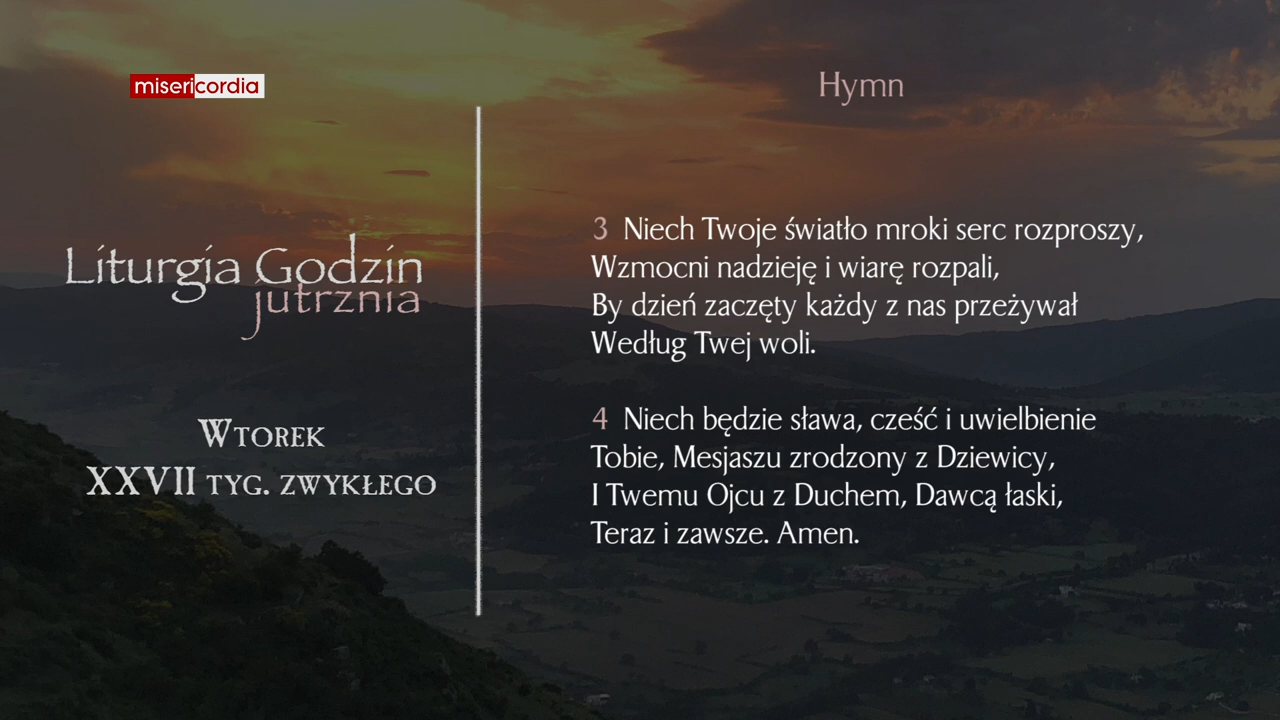 misericordia
Liturgia Godzin
jutrznia
Wtorek
XXVII tyg. zwykłego
Hymn
3 Niech Twoje światło mroki serc rozproszy,
Wzmocni nadzieję i wiarę rozpali,
By dzień zaczęty każdy z nas przeżywał
Według Twej woli.
4 Niech będzie sława, cześć i uwielbienie
Tobie, Mesjaszu zrodzony z Dziewicy,
I Twemu Ojcu z Duchem, Dawcą łaski,
Teraz i zawsze. Amen.